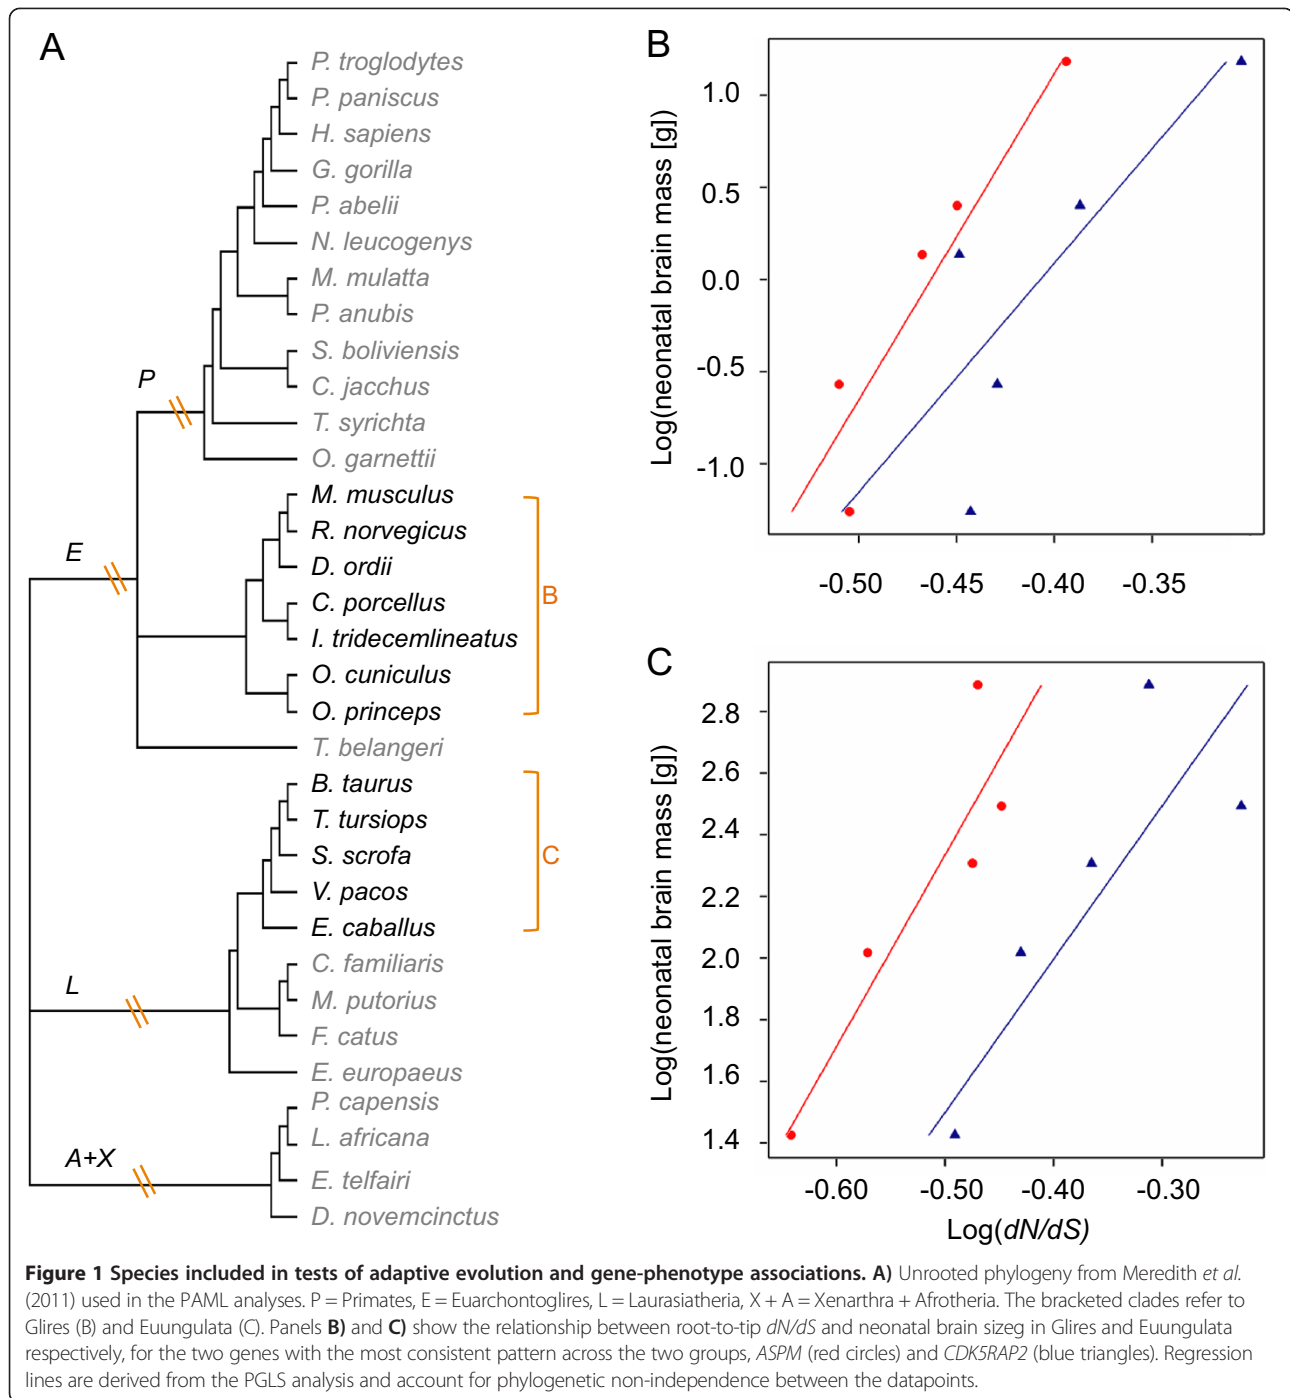 A
P. troglodytes
P. paniscus
H. sapiens
G. gorilla
P. abelii
N. leucogenys
M. mulatta
P. anubis
S. boliviensis
C. jacchus
T. syrichta
O. garnettii
P
M. musculus
R. norvegicus
D. ordii
C. porcellus
I. tridecemlineatus
O. cuniculus
O. princeps
B
E
T. belangeri
B. taurus
T. tursiops
S. scrofa
V. pacos
E. caballus
C
C. familiaris
M. putorius
F. catus
E. europaeus
L
P. capensis
L. africana
E. telfairi
D. novemcinctus
A+X
B
Log(neonatal brain mass [g])
1.0
0.5
0.0
-0.5
-1.0
-0.50 -0.45 -0.40 -0.35
C
Log(neonatal brain mass [g])
2.8
2.6
2.4
2.2
2.0
1.8
1.6
1.4
-0.60 -0.50 -0.40 -0.30
Log(dN/dS)
Figure 1 Species included in tests of adaptive evolution and gene-phenotype associations. A) Unrooted phylogeny from Meredith et al.
(2011) used in the PAML analyses. P = Primates, E = Euarchontoglires, L = Laurasiatheria, X + A = Xenarthra + Afrotheria. The bracketed clades refer to
Glires (B) and Euungulata (C). Panels B) and C) show the relationship between root-to-tip dN/dS and neonatal brain sizeg in Glires and Euungulata
respectively, for the two genes with the most consistent pattern across the two groups, ASPM (red circles) and CDK5RAP2 (blue triangles). Regression
lines are derived from the PGLS analysis and account for phylogenetic non-independence between the datapoints.